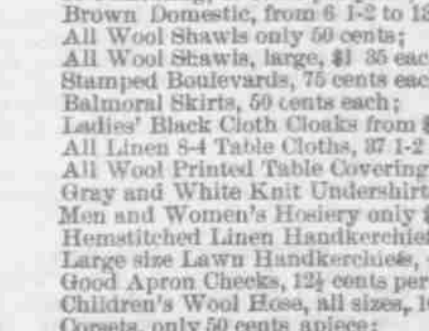 Brown Domestic, from 6 1-2 to 13
All Wool Shawls only 50 cents;
All Wool Shawls, large, $1 35 eac
Stamped Boulevards, 75 cents eac
Balmoral Skirts, 50 cents each;
Ladies' Black Cloth Cloaks from $
All Linen 8-4 Table Cloths, 37 1-2
All Wool Printed Table Covering
Gray and White Knit Undershirt
Men and Women's Hosiery only $
Hemstitched Linen Handkerchief
Large size Lawn Handkerchiefs,
Good Apron Checks, 12½ cents per
Children's Wool Hose, all sizes, 1
Corsets, only 50 cents apiece;